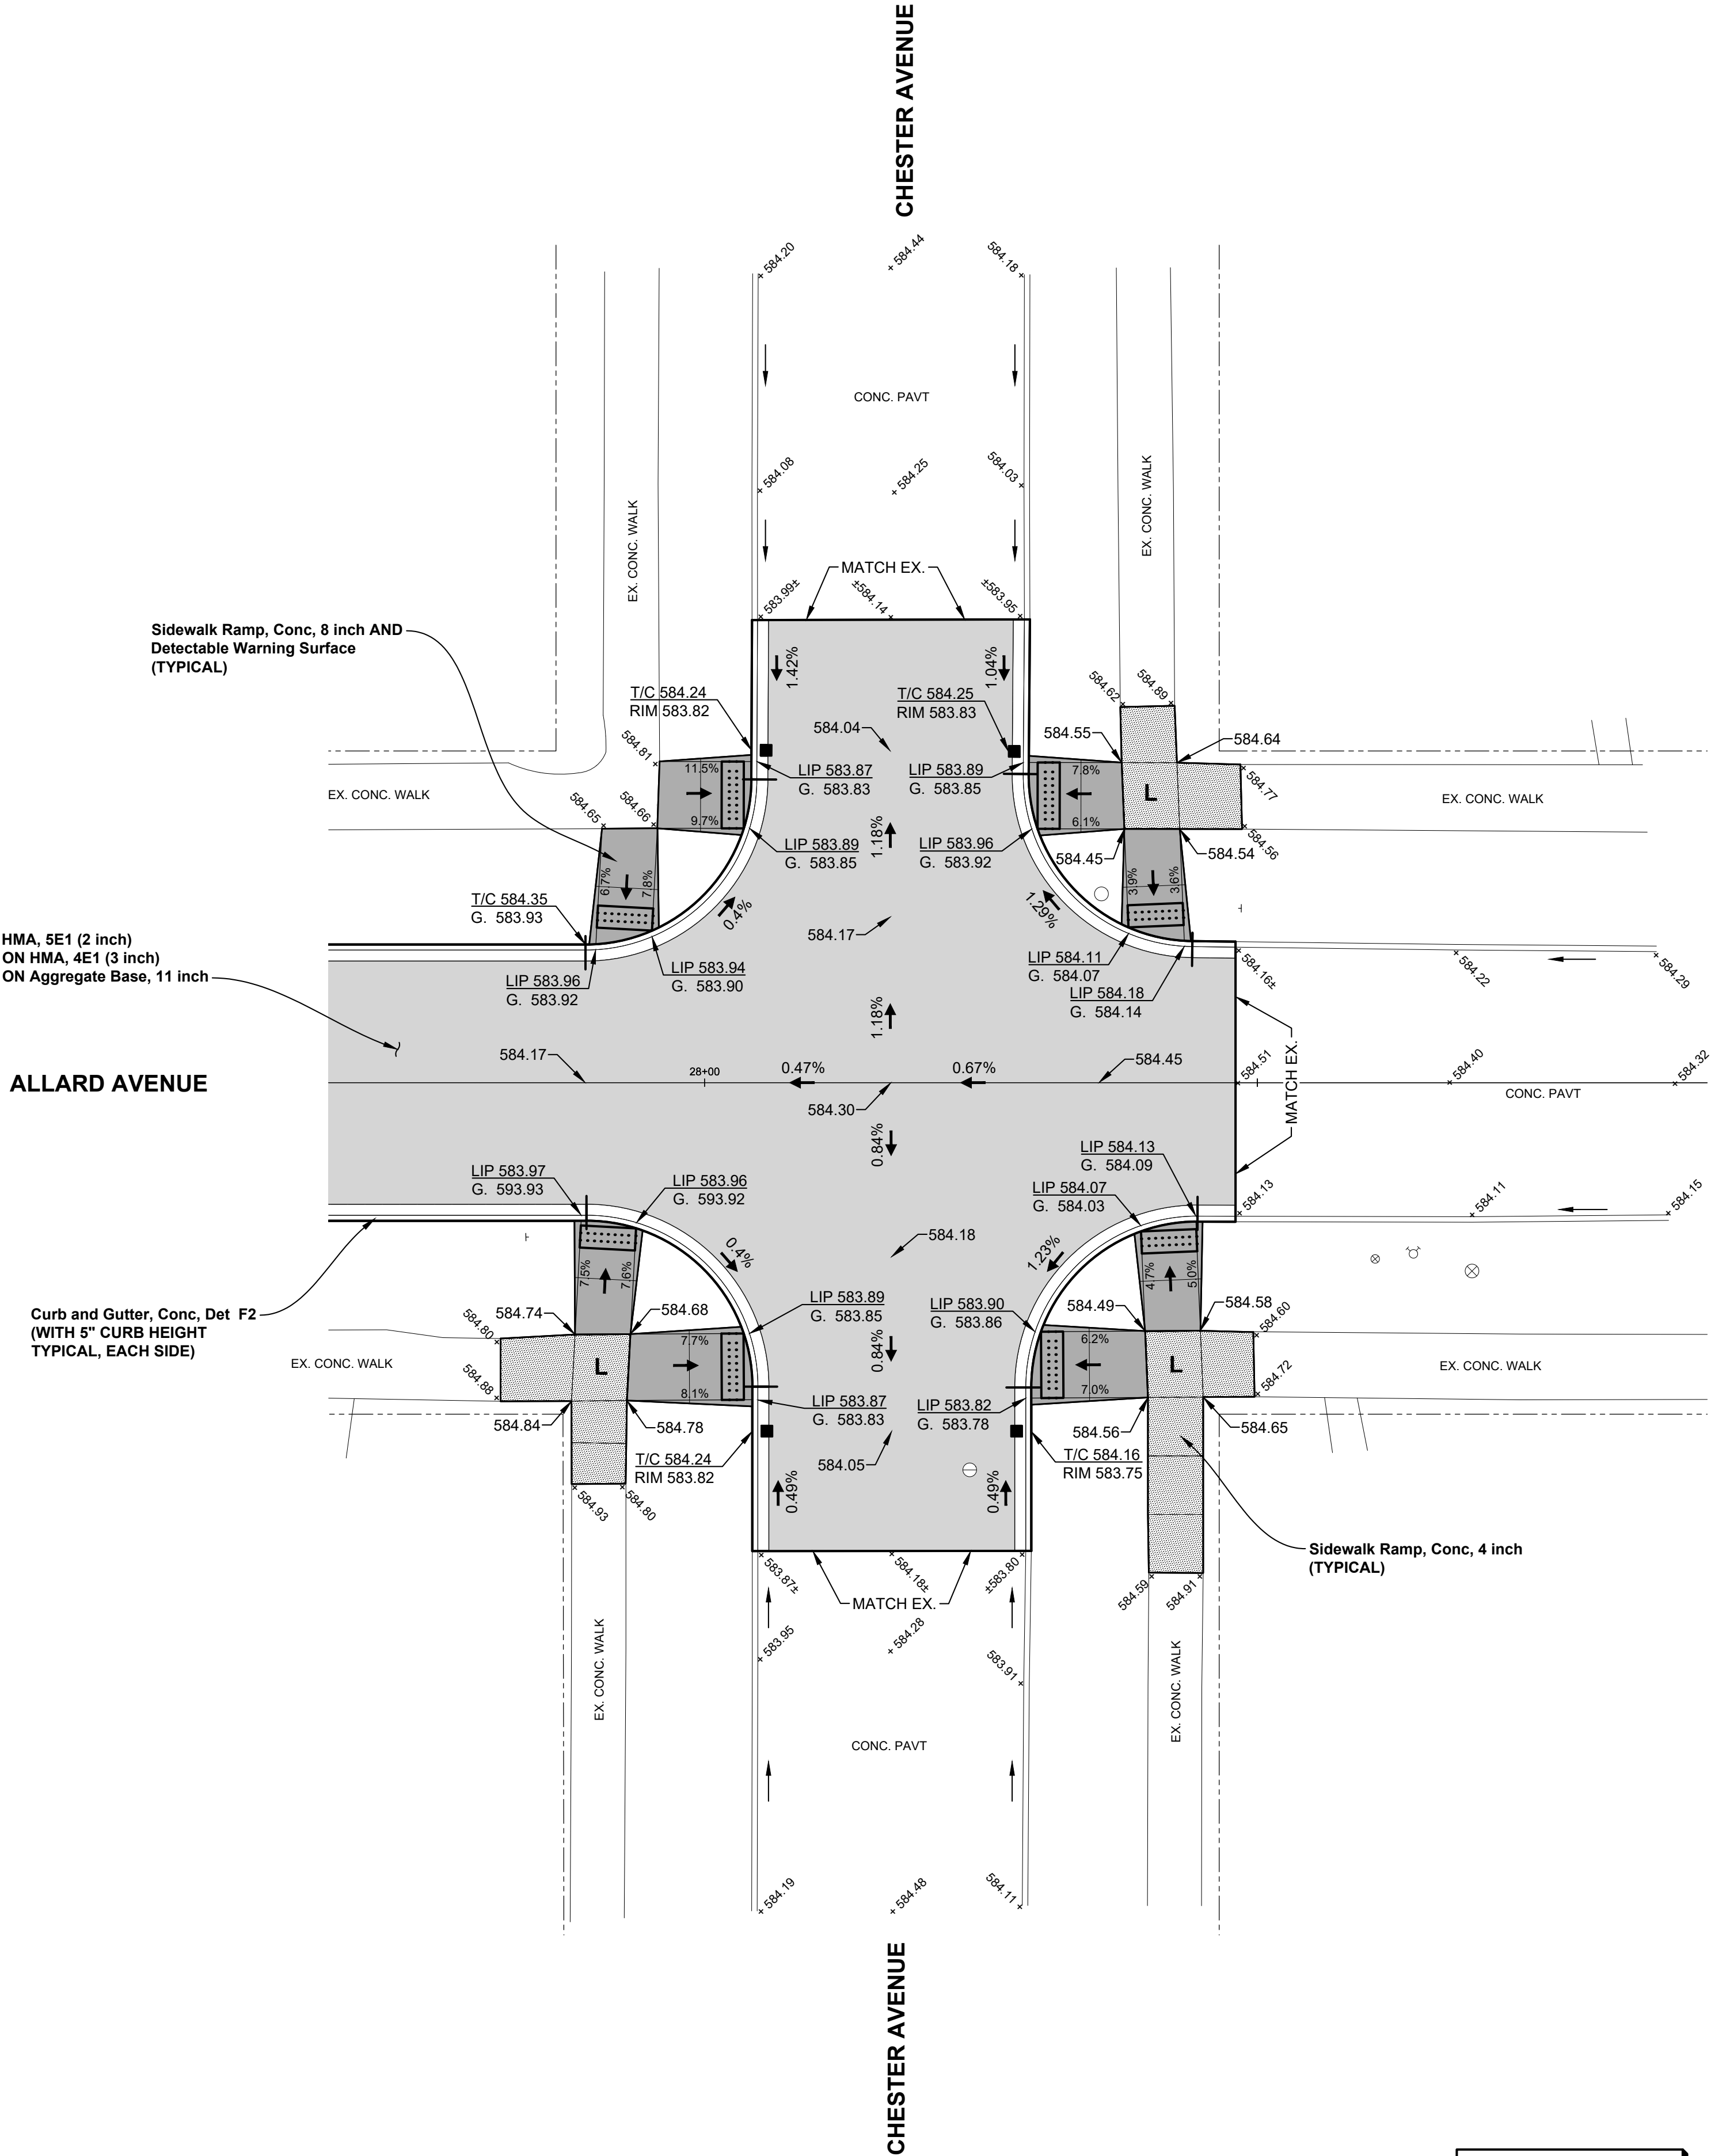 CHESTER AVENUE
584.20
584.44
584.18
CONC. PAVT
584.08
584.25
584.03
EX. CONC. WALK
EX. CONC. WALK
MATCH EX.
583.99±
±584.14
±583.95
Sidewalk Ramp, Conc, 8 inch AND
Detectable Warning Surface
(TYPICAL)
1.42%
1.04%
T/C 584.24
RIM 583.82
T/C 584.25
RIM 583.83
584.62
584.89
584.04
584.55
584.64
584.81
11.5%
9.7%
LIP 583.87
G. 583.83
LIP 583.89
G. 583.85
7.8%
6.1%
L
584.77
EX. CONC. WALK
EX. CONC. WALK
584.65
584.66
LIP 583.89
G. 583.85
1.18%
LIP 583.96
G. 583.92
584.45
584.54
584.56
6.7%
7.8%
3.9%
3.6%
T/C 584.35
G. 583.93
0.4%
1.29%
584.17
HMA, 5E1 (2 inch)
ON HMA, 4E1 (3 inch)
ON Aggregate Base, 11 inch
LIP 583.96
G. 583.92
LIP 583.94
G. 583.90
LIP 584.11
G. 584.07
LIP 584.18
G. 584.14
584.16±
584.22
584.29
1.18%
ALLARD AVENUE
584.17
28+00
0.47%
0.67%
584.45
584.51
584.40
584.32
MATCH EX.
CONC. PAVT
584.30
0.84%
LIP 583.97
G. 593.93
LIP 583.96
G. 593.92
LIP 584.13
G. 584.09
LIP 584.07
G. 584.03
584.13
584.11
584.15
584.18
0.4%
1.23%
7.5%
7.6%
4.7%
5.0%
Curb and Gutter, Conc, Det F2
(WITH 5" CURB HEIGHT
TYPICAL, EACH SIDE)
584.74
584.68
LIP 583.89
G. 583.85
LIP 583.90
G. 583.86
584.49
584.58
584.80
584.60
7.7%
8.1%
0.84%
6.2%
7.0%
EX. CONC. WALK
L
L
EX. CONC. WALK
584.88
584.72
LIP 583.87
G. 583.83
LIP 583.82
G. 583.78
584.84
584.78
584.56
584.65
T/C 584.24
RIM 583.82
584.05
T/C 584.16
RIM 583.75
0.49%
0.49%
584.93
584.80
Sidewalk Ramp, Conc, 4 inch
(TYPICAL)
583.87±
584.18±
±583.80
584.59
584.91
MATCH EX.
583.95
584.28
583.91
EX. CONC. WALK
EX. CONC. WALK
CONC. PAVT
584.19
584.48
584.11
CHESTER AVENUE